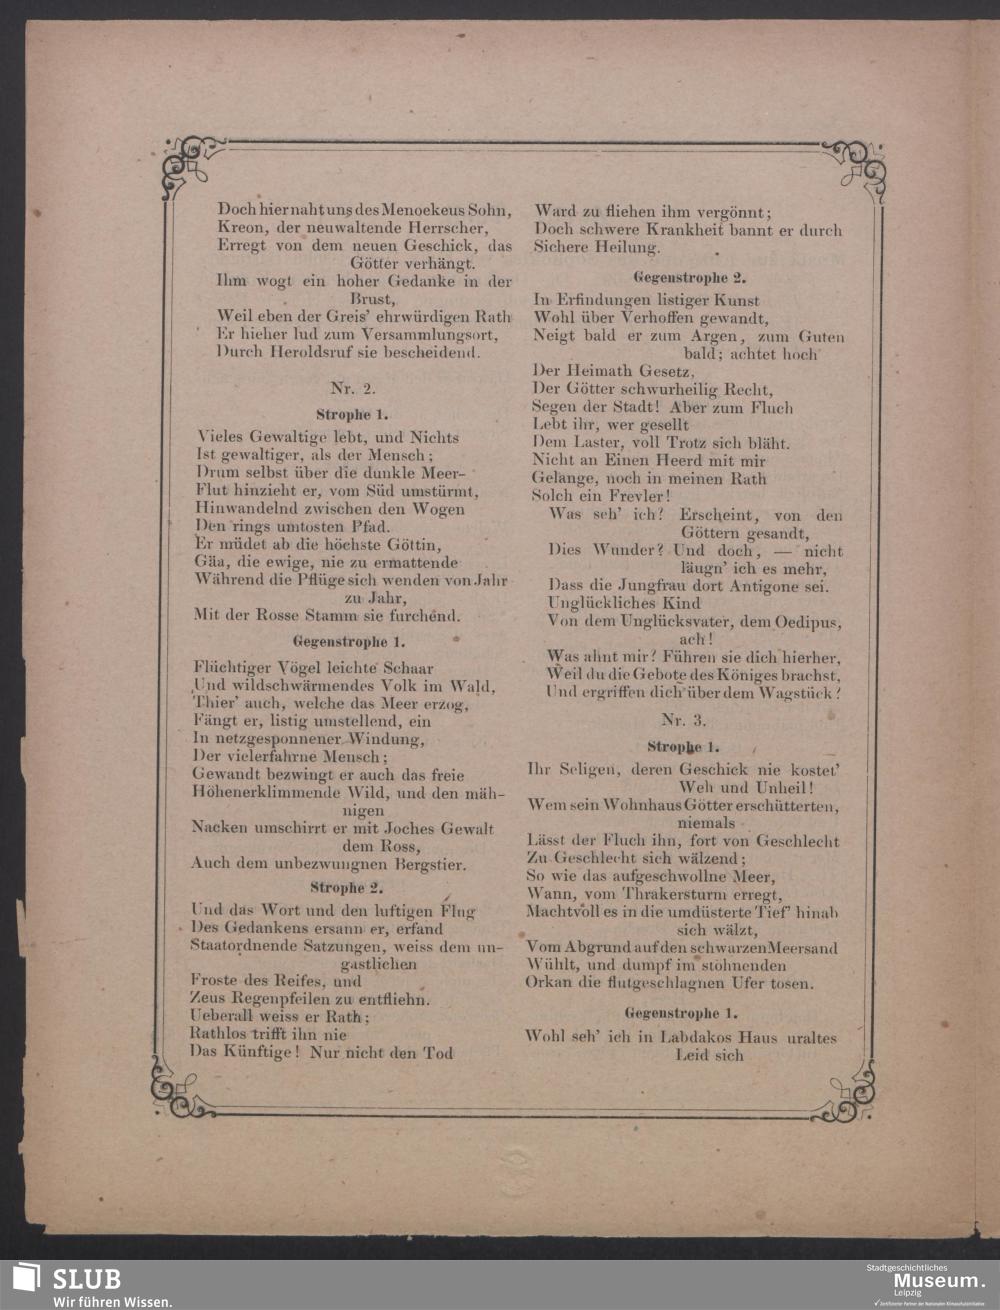 Doch hier naht uns des Menoekeus Sohn,
Kreon, der neuwaltende Herrscher,
Erregt von dem neuen Geschick, das
Götter verhängt.
Ihm wogt ein hoher Gedanke in der
Brust,
Weil eben der Greis' ehrwürdigen Rath
Er hieher lud zum Versammlungsort,
Durch Heroldsruf sie bescheidend.
Nr. 2.
Strophe 1.
Vieles Gewaltige lebt, und Nichts
Ist gewaltiger, als der Mensch;
Drum selbst über die dunkle Meer-
Flut hinzieht er, vom Süd umstürmt,
Hinwandelnd zwischen den Wogen
Den rings umtosten Pfad.
Er müdet ab die höchste Göttin,
Gäa, die ewige, nie zu ermattende
Während die Pflüge sich wenden von Jahr
zu Jahr,
Mit der Rosse Stamm sie furchend.
Gegenstrophe 1.
Flüchtiger Vögel leichte Schaar
Und wildschwärmendes Volk im Wald,
Thier' auch, welche das Meer erzog,
Fängt er, listig umstellend, ein
In netzgesponnener Windung,
Der vielerfahrne Mensch;
Gewandt bezwingt er auch das freie
Höhenerklimmende Wild, und den mäh-
nigen
Nacken umschirrt er mit Joches Gewalt
dem Ross,
Auch dem unbezwungnen Bergstier.
Strophe 2.
Und das Wort und den luftigen Flug
Des Gedankens ersann er, erfand
Staatordnende Satzungen, weiss dem un-
gastlichen
Froste des Reifes, und
Zeus Regenpfeilen zu entfliehn.
Ueberall weiss er Rath;
Rathlos trifft ihn nie
Das Künftige! Nur nicht den Tod
Ward zu fliehen ihm vergönnt;
Doch schwere Krankheit bannt er durch
Sichere Heilung.
Gegenstrophe 2.
In Erfindungen listiger Kunst
Wohl über Verhoffen gewandt,
Neigt bald er zum Argen, zum Guten
bald; achtet hoch
Der Heimath Gesetz,
Der Götter schwurheilig Recht,
Segen der Stadt! Aber zum Fluch
Lebt ihr, wer gesellt
Dem Laster, voll Trotz sich bläht.
Nicht an Einen Heerd mit mir
Gelange, noch in meinen Rath
Solch ein Frevler!
Was seh' ich? Erscheint, von den
Göttern gesandt,
Dies Wunder? Und doch, — nicht
läugn' ich es mehr,
Dass die Jungfrau dort Antigone sei.
Unglückliches Kind
Von dem Unglücksvater, dem Oedipus,
ach!
Was ahnt mir? Führen sie dich hierher,
Weil du die Gebote des Königes brachst,
Und ergriffen dich über dem Wagstück?
Nr. 3.
Strophe 1.
Ihr Seligen, deren Geschick nie kostet'
Weh und Unheil!
Wem sein Wohnhaus Götter erschütterten,
niemals
Lässt der Fluch ihn, fort von Geschlecht
Zu Geschlecht sich wälzend;
So wie das aufgeschwollne Meer,
Wann, vom Thrakersturm erregt,
Machtvoll es in die umdüsterte Tief' hinab
sich wälzt,
Vom Abgrund auf den schwarzen Meersand
Wühlt, und dumpf im stöhnenden
Orkan die flutgeschlagnen Ufer tosen.
Gegenstrophe 1.
Wohl seh' ich in Labdakos Haus uraltes
Leid sich
SLUB
Wir führen Wissen.
Stadtgeschichtliches
Museum.
Leipzig